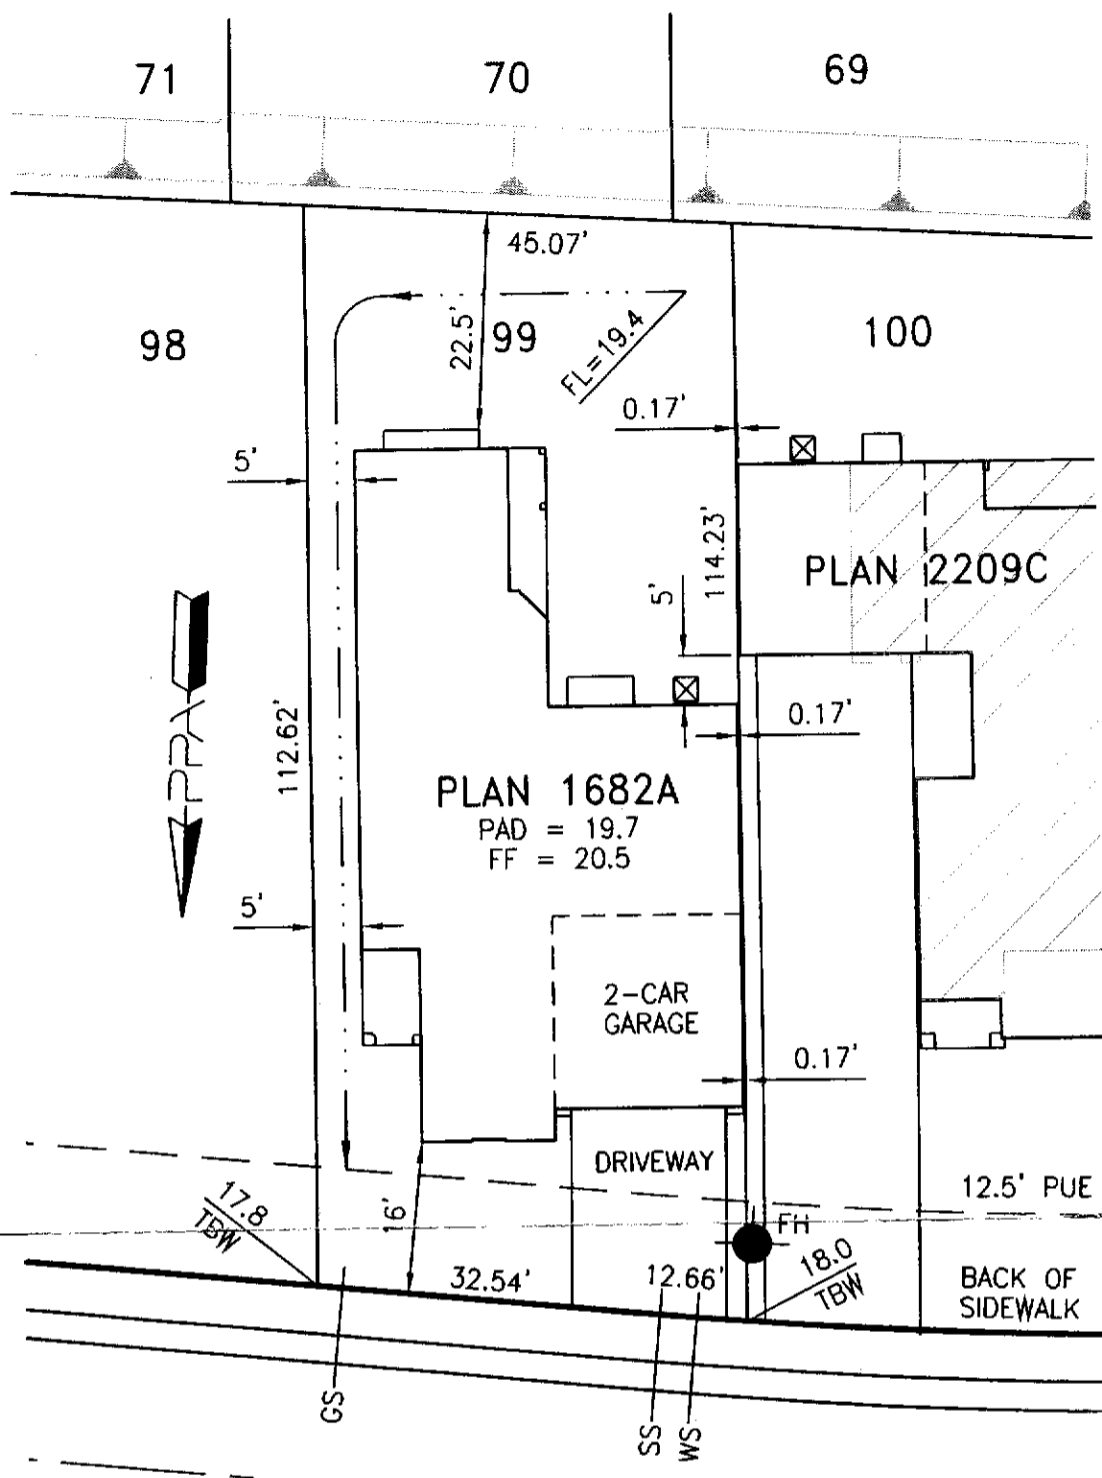 71
70
69
45.07'
98
22.5'
99
FL=19.4
100
0.17'
5'
114.23'
5'
PLAN 2209C
112.62'
PPA
0.17'
PLAN 1682A
PAD = 19.7
FF = 20.5
5'
2-CAR
GARAGE
0.17'
DRIVEWAY
17.8
TBW
16'
12.5' PUE
FH
32.54'
12.66'
18.0
TBW
BACK OF
SIDEWALK
GS
SS
WS